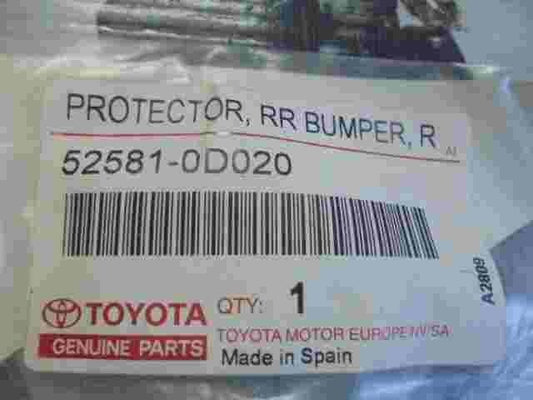 PROTECTOR, RR BUMPER, R
AI
52581-0D020
TOYOTA
GENUINE PARTS
QTY: 1
TOYOTA MOTOR EUROPE NV/SA
Made in Spain
A2809